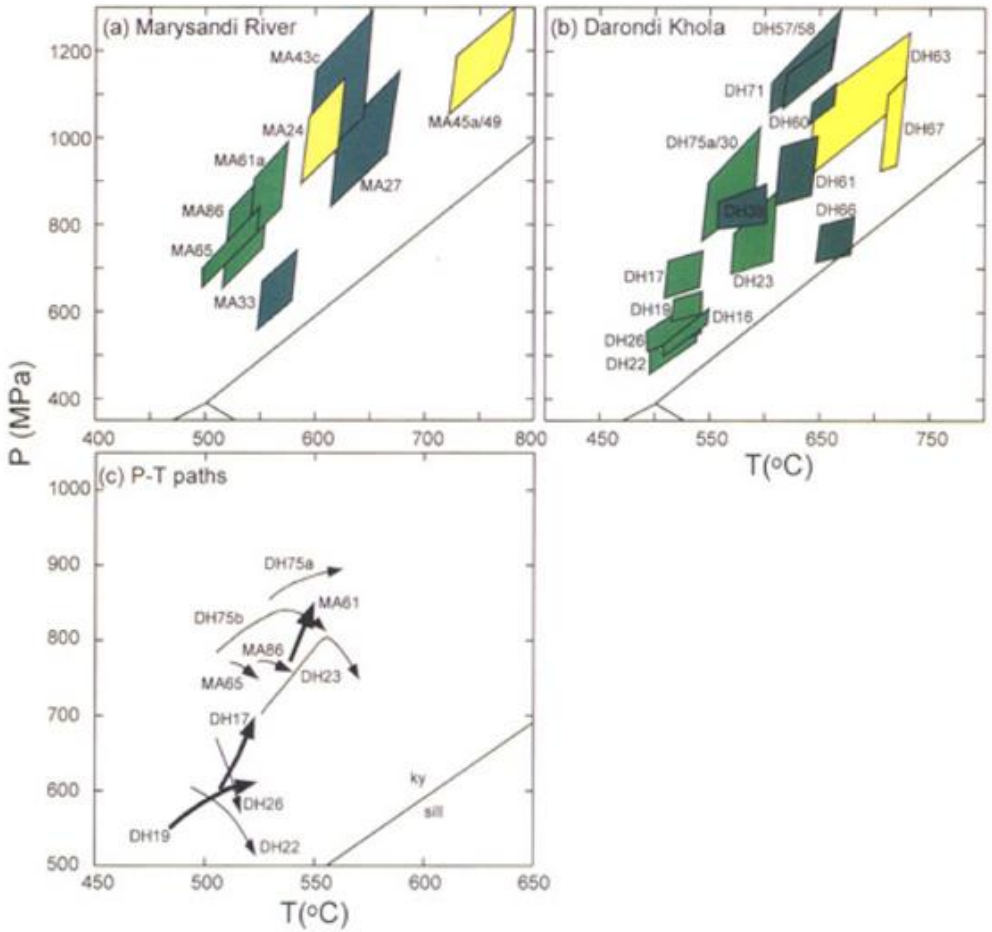 (a) Marysandi River
MA43c
MA24
MA61a
MA86
MA65
MA33
MA27
MA45a/49
1200
1000
800
600
400
400 500 600 700 800
P (MPa)
(b) Darondi Khola
DH57/58
DH63
DH71
DH60
DH67
DH75a/30
DH61
DH38
DH66
DH17
DH23
DH19
DH16
DH26
DH22
450 550 650 750
T(°C)
(c) P-T paths
1000
900
800
700
600
500
DH75a
MA61
DH75b
MA86
MA65
DH23
DH17
DH26
DH19
DH22
ky
sill
450 500 550 600 650
T(°C)